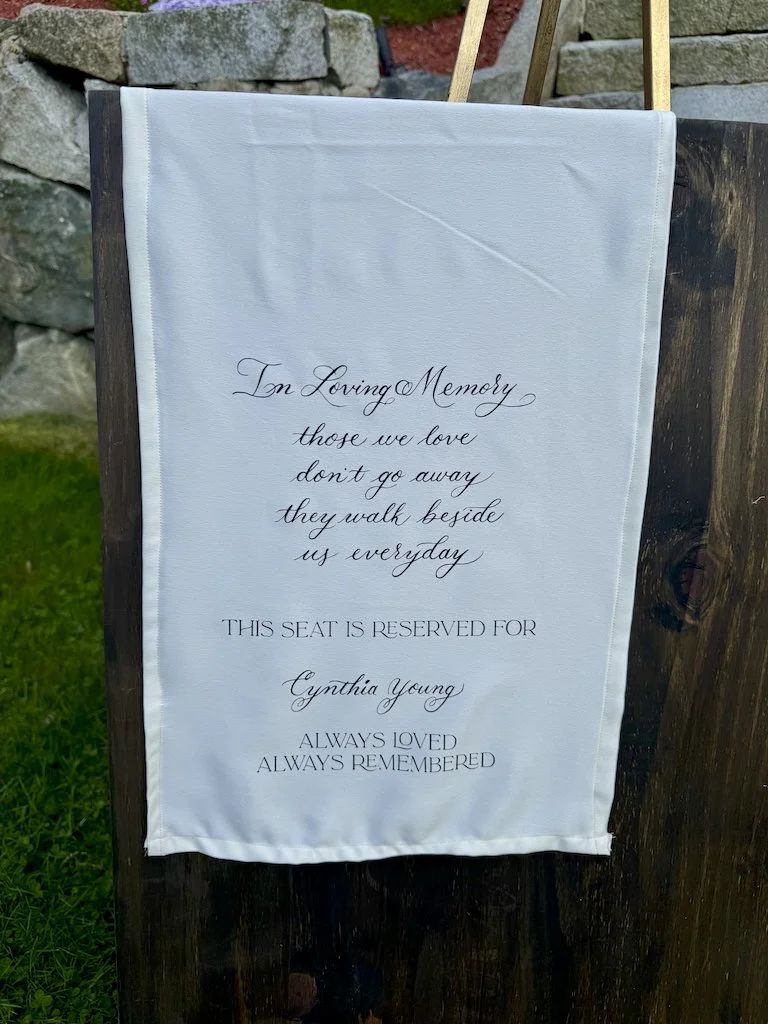 In Loving Memory
those we love
don't go away
they walk beside
us everyday
THIS SEAT IS RESERVED FOR
Cynthia Young
ALWAYS LOVED
ALWAYS REMEMBERED